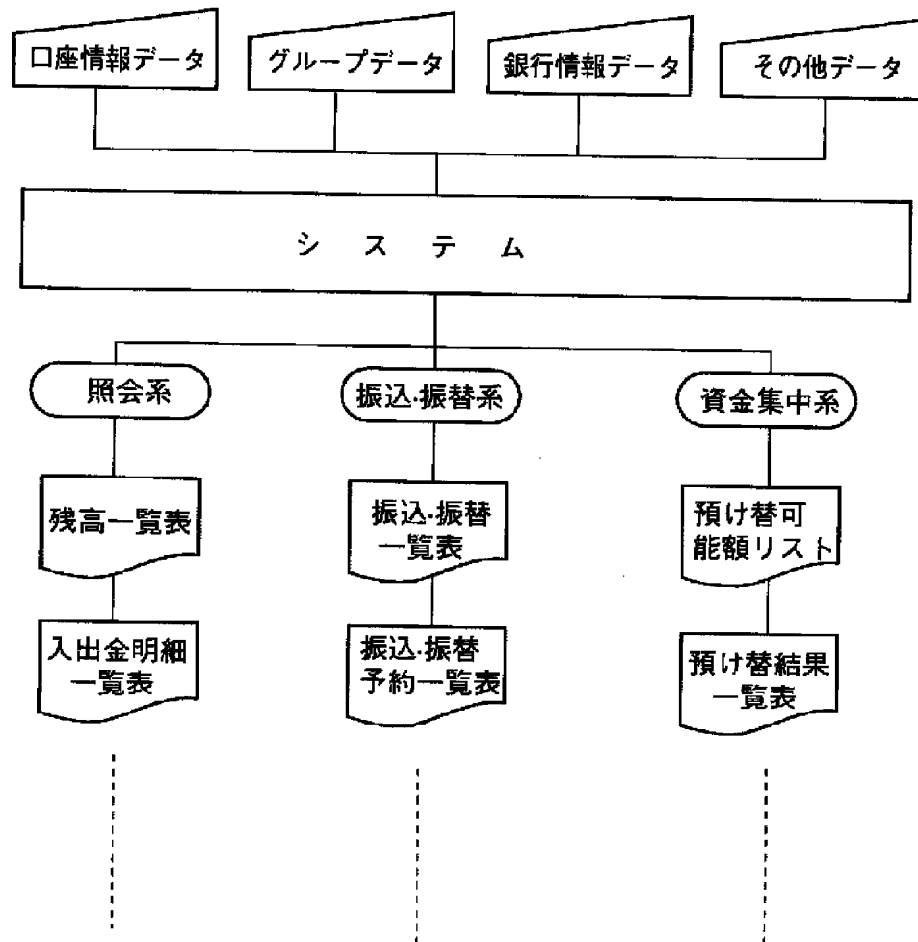 口座情報データ
グループデータ
銀行情報データ
その他データ
システム
照会系
振込・振替系
資金集中系
残高一覧表
振込・振替
一覧表
預け替可
能額リスト
入出金明細
一覧表
振込・振替
予約一覧表
預け替結果
一覧表